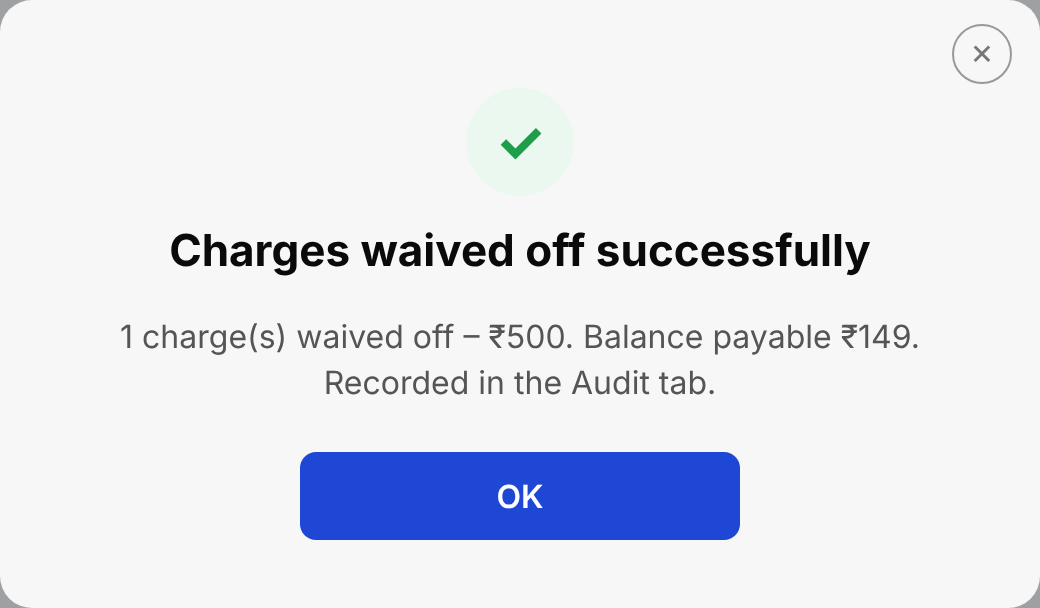 Charges waived off successfully
1 charge(s) waived off – ₹500. Balance payable ₹149.
Recorded in the Audit tab.
OK